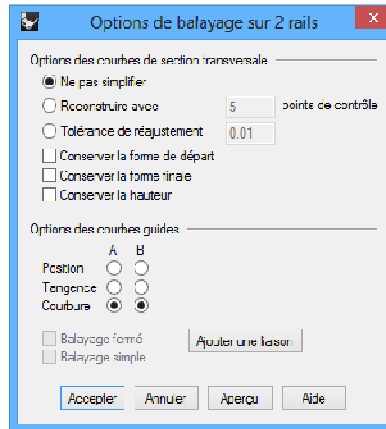 Options de balayage sur 2 rails
x
Options des courbes de section transversale
Ne pas simplifier
Reconstruire avec 5 points de contrôle
Tolérance de réajustement 0.01
Conserver la forme de départ
Conserver la forme finale
Conserver la hauteur
Options des courbes guides
A B
Position
Tangence
Courbure
Balayage fermé Ajouter une liaison
Balayage simple
Accepter Annuler Aperçu Aide